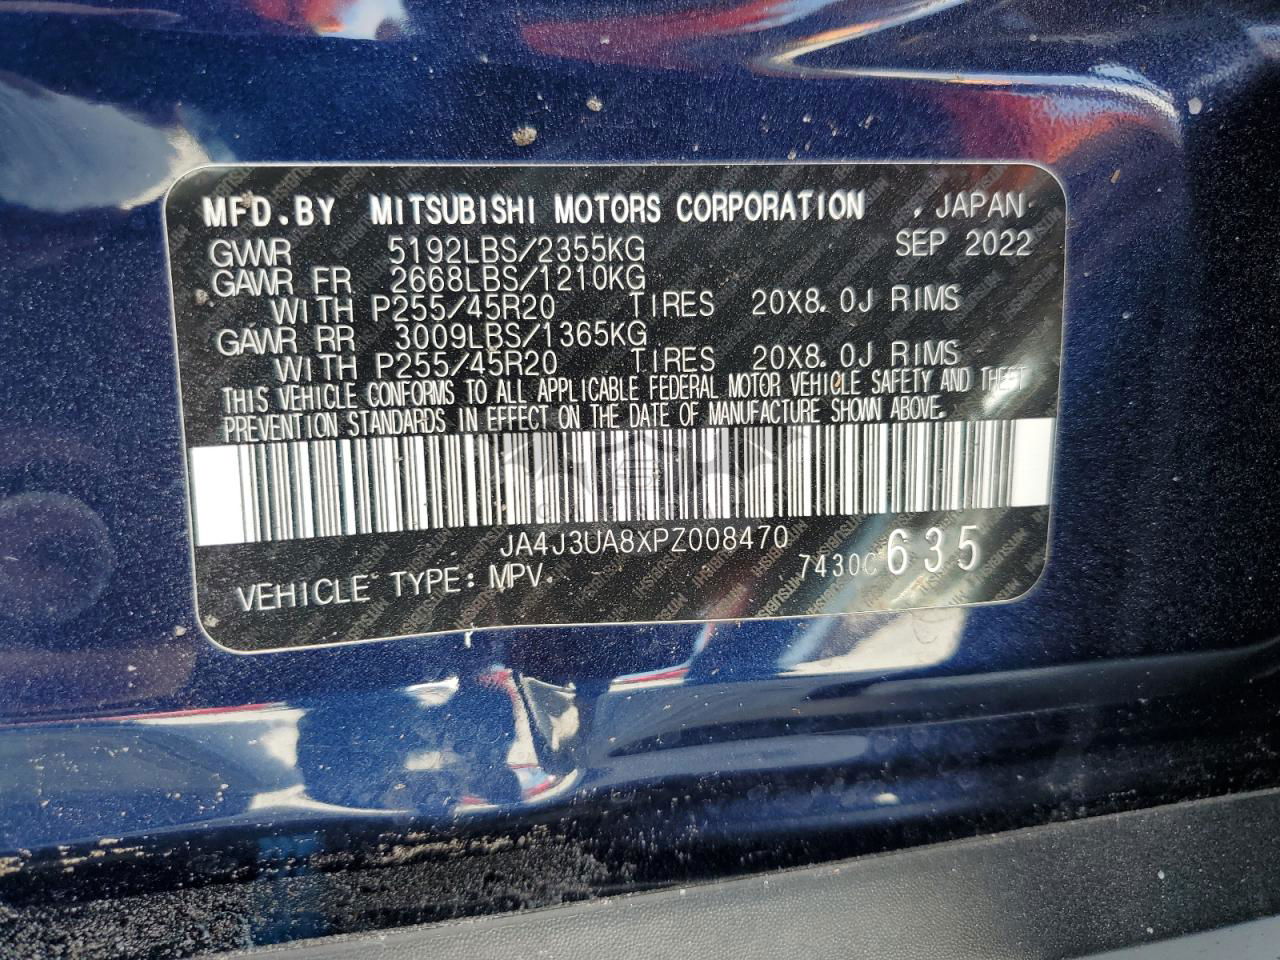 MFD.BY MITSUBISHI MOTORS CORPORATION , JAPAN
GVWR 5192LBS/2355KG SEP 2022
GAWR FR 2668LBS/1210KG
WITH P255/45R20 TIRES 20X8.0J RIMS
GAWR RR 3009LBS/1365KG
WITH P255/45R20 TIRES 20X8.0J RIMS
THIS VEHICLE CONFORMS TO ALL APPLICABLE FEDERAL MOTOR VEHICLE SAFETY AND THEFT
PREVENTION STANDARDS IN EFFECT ON THE DATE OF MANUFACTURE SHOWN ABOVE.
JA4J3UA8XPZ008470
VEHICLE TYPE: MPV 7430C 635